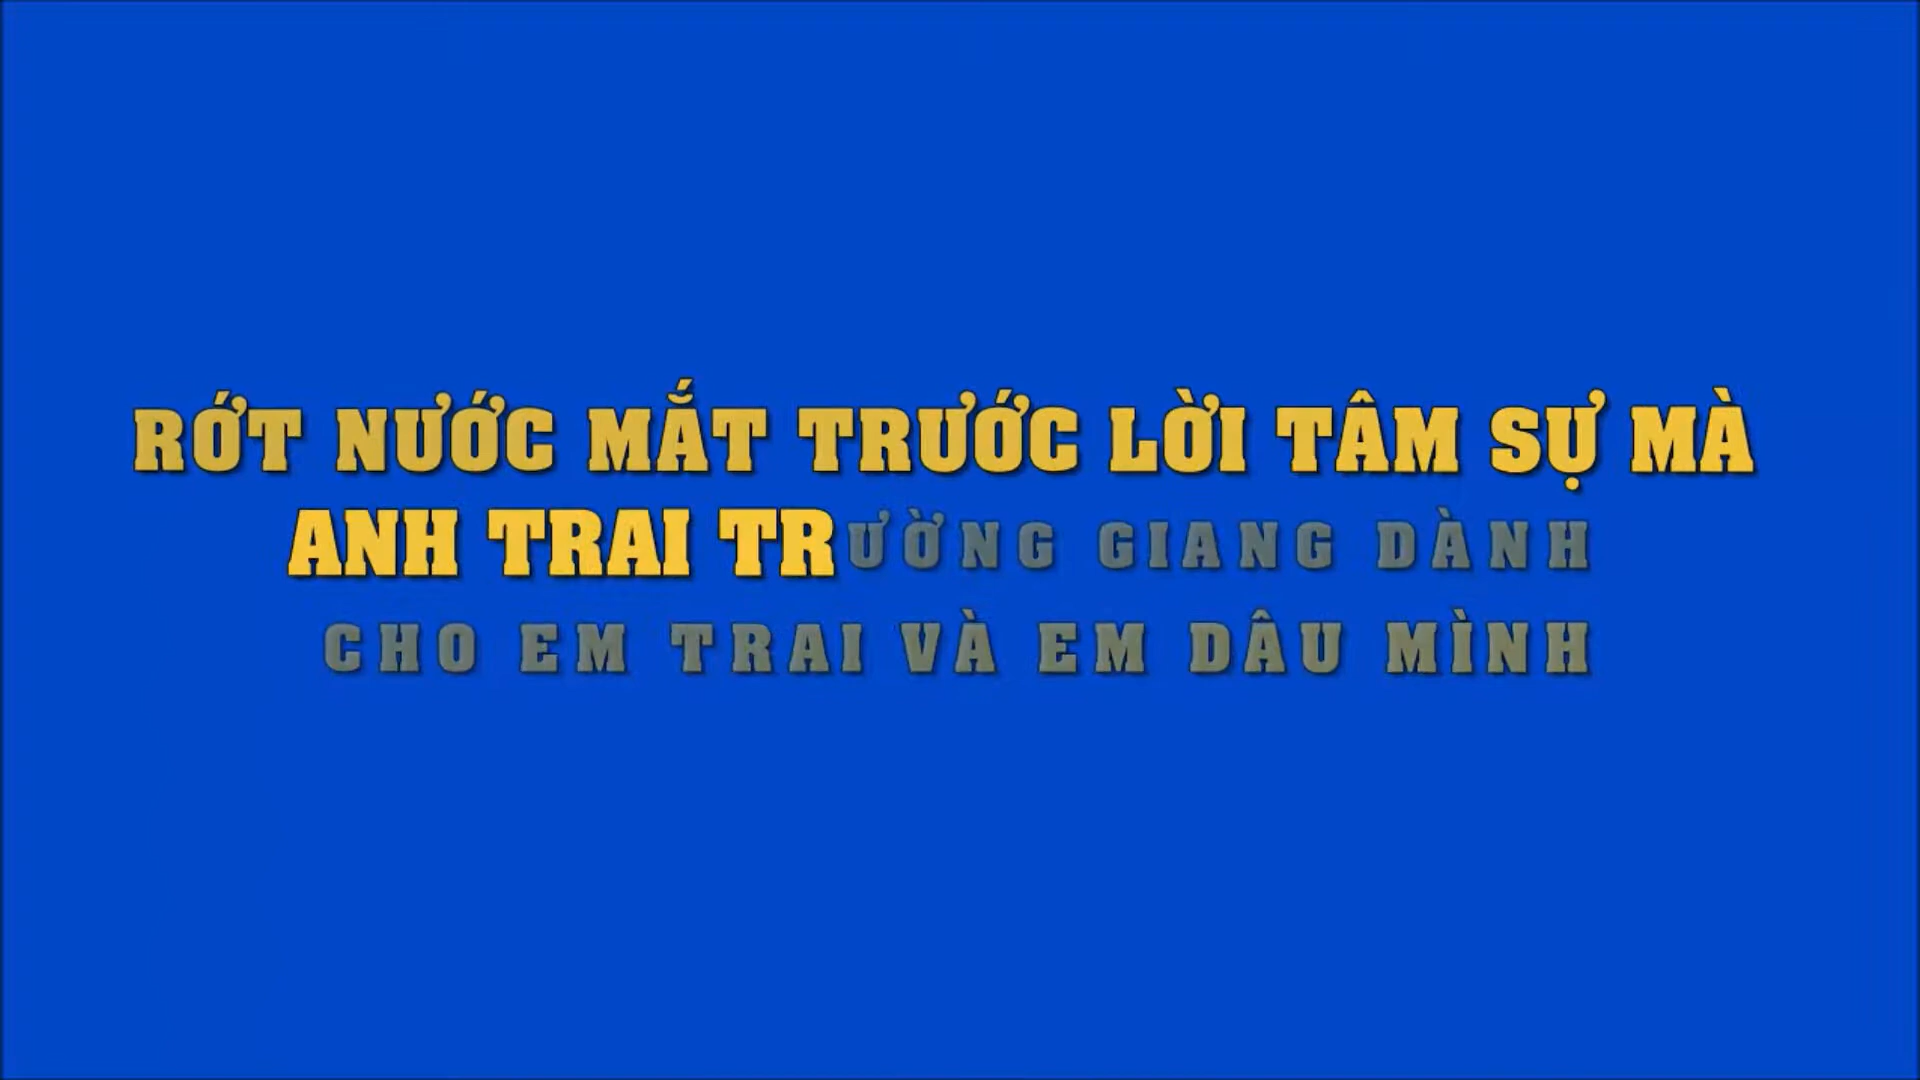 RỚT NƯỚC MẮT TRƯỚC LỜI TÂM SỰ MÀ
ANH TRAI TRƯỜNG GIANG DÀNH
CHO EM TRAI VÀ EM DÂU MÌNH